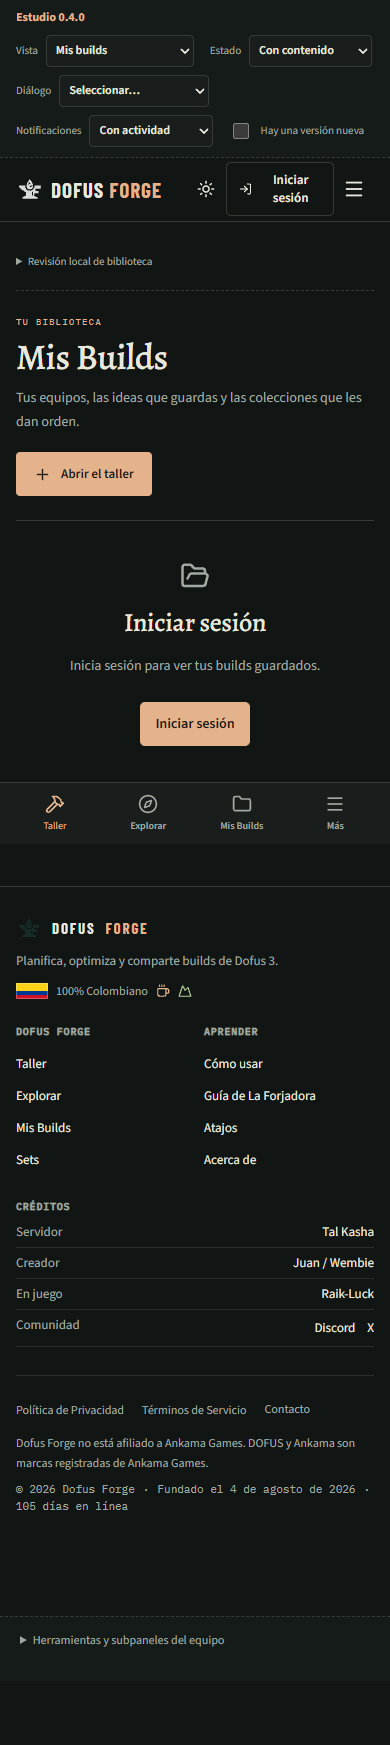 Estudio 0.4.0
Vista Mis builds Estado Con contenido
Diálogo Seleccionar...
Notificaciones Con actividad Hay una versión nueva
DOFUS FORGE Iniciar sesión
Revisión local de biblioteca
TU BIBLIOTECA
Mis Builds
Tus equipos, las ideas que guardas y las colecciones que les
dan orden.
Abrir el taller
Iniciar sesión
Inicia sesión para ver tus builds guardados.
Iniciar sesión
Taller Explorar Mis Builds Más
DOFUS FORGE
Planifica, optimiza y comparte builds de Dofus 3.
100% Colombiano
DOFUS FORGE APRENDER
Taller Cómo usar
Explorar Guía de La Forjadora
Mis Builds Atajos
Sets Acerca de
CRÉDITOS
Servidor Tal Kasha
Creador Juan / Wembie
En juego Raik-Luck
Comunidad Discord X
Política de Privacidad Términos de Servicio Contacto
Dofus Forge no está afiliado a Ankama Games. DOFUS y Ankama son
marcas registradas de Ankama Games.
© 2026 Dofus Forge · Fundado el 4 de agosto de 2026 ·
105 días en línea
Herramientas y subpaneles del equipo